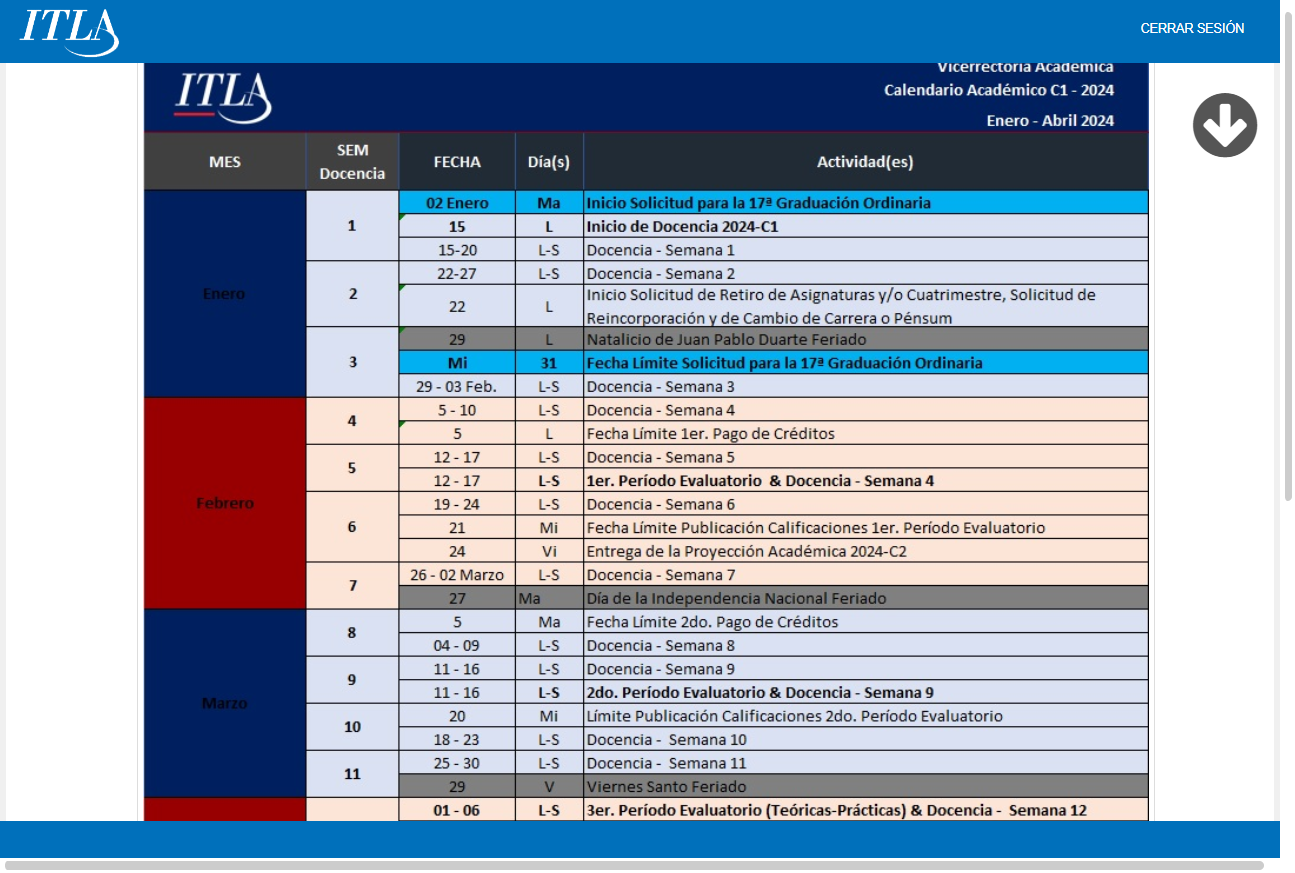 ITLA
CERRAR SESIÓN
ITLA
Vicerrectoría Académica
Calendario Académico C1 - 2024
Enero - Abril 2024
MES SEM Docencia FECHA Día(s) Actividad(es)
Enero
1
02 Enero Ma Inicio Solicitud para la 17ª Graduación Ordinaria
15 L Inicio de Docencia 2024-C1
15-20 L-S Docencia - Semana 1
2
22-27 L-S Docencia - Semana 2
22 L Inicio Solicitud de Retiro de Asignaturas y/o Cuatrimestre, Solicitud de
Reincorporación y de Cambio de Carrera o Pénsum
3
29 L Natalicio de Juan Pablo Duarte Feriado
Mi 31 Fecha Límite Solicitud para la 17ª Graduación Ordinaria
29 - 03 Feb. L-S Docencia - Semana 3
Febrero
4
5 - 10 L-S Docencia - Semana 4
5 L Fecha Límite 1er. Pago de Créditos
5
12 - 17 L-S Docencia - Semana 5
12 - 17 L-S 1er. Período Evaluatorio & Docencia - Semana 4
6
19 - 24 L-S Docencia - Semana 6
21 Mi Fecha Límite Publicación Calificaciones 1er. Período Evaluatorio
24 Vi Entrega de la Proyección Académica 2024-C2
7
26 - 02 Marzo L-S Docencia - Semana 7
27 Ma Día de la Independencia Nacional Feriado
Marzo
8
5 Ma Fecha Límite 2do. Pago de Créditos
04 - 09 L-S Docencia - Semana 8
9
11 - 16 L-S Docencia - Semana 9
11 - 16 L-S 2do. Período Evaluatorio & Docencia - Semana 9
10
20 Mi Límite Publicación Calificaciones 2do. Período Evaluatorio
18 - 23 L-S Docencia - Semana 10
11
25 - 30 L-S Docencia - Semana 11
29 V Viernes Santo Feriado
01 - 06 L-S 3er. Período Evaluatorio (Teóricas-Prácticas) & Docencia - Semana 12